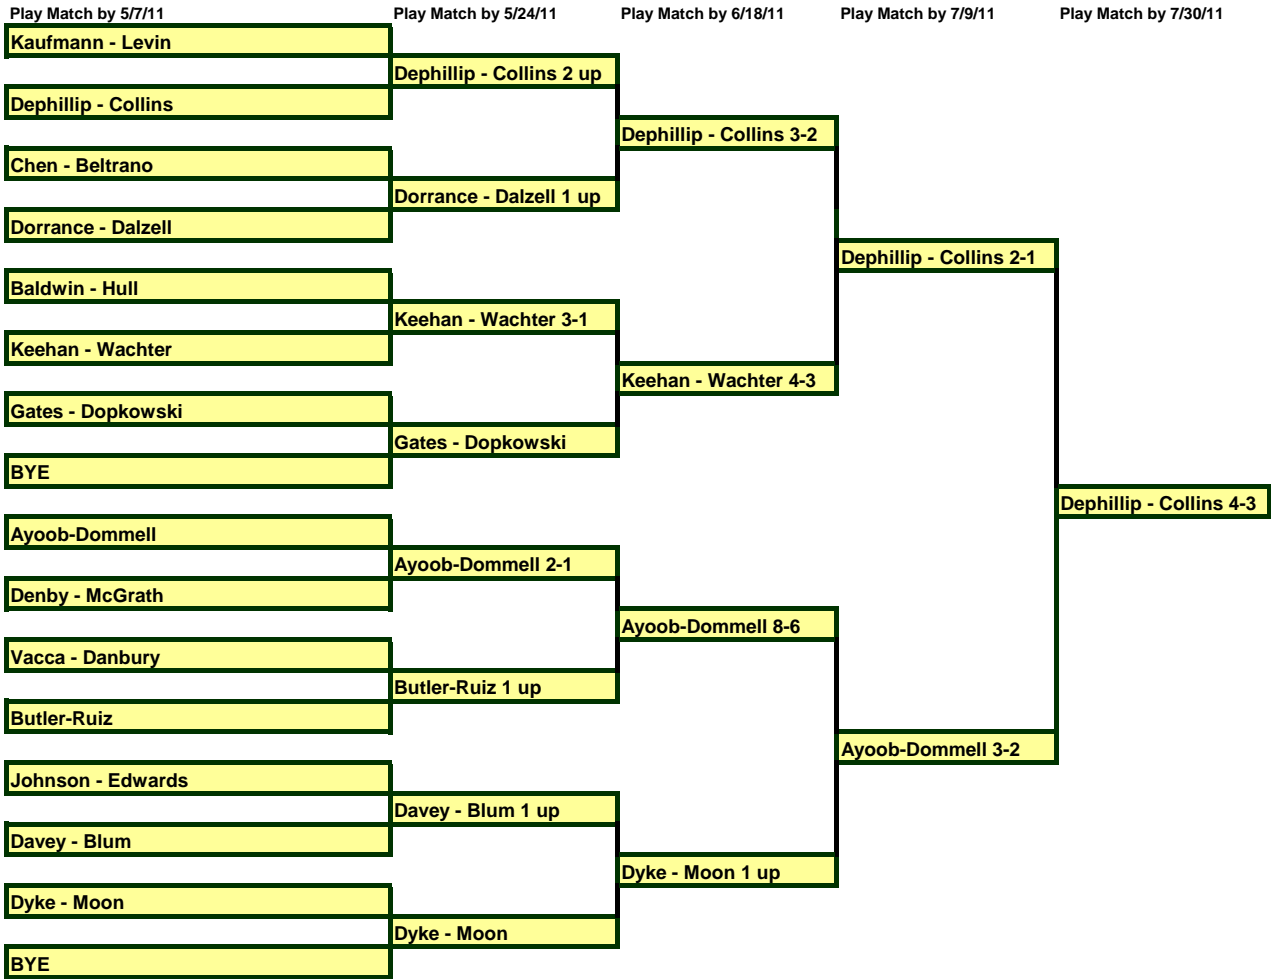 Play Match by 5/7/11
Play Match by 5/24/11
Play Match by 6/18/11
Play Match by 7/9/11
Play Match by 7/30/11
Kaufmann - Levin
Dephillip - Collins 2 up
Dephillip - Collins
Dephillip - Collins 3-2
Chen - Beltrano
Dorrance - Dalzell 1 up
Dorrance - Dalzell
Dephillip - Collins 2-1
Baldwin - Hull
Keehan - Wachter 3-1
Keehan - Wachter
Keehan - Wachter 4-3
Gates - Dopkowski
Gates - Dopkowski
BYE
Dephillip - Collins 4-3
Ayoob-Dommell
Ayoob-Dommell 2-1
Denby - McGrath
Ayoob-Dommell 8-6
Vacca - Danbury
Butler-Ruiz 1 up
Butler-Ruiz
Ayoob-Dommell 3-2
Johnson - Edwards
Davey - Blum 1 up
Davey - Blum
Dyke - Moon 1 up
Dyke - Moon
Dyke - Moon
BYE